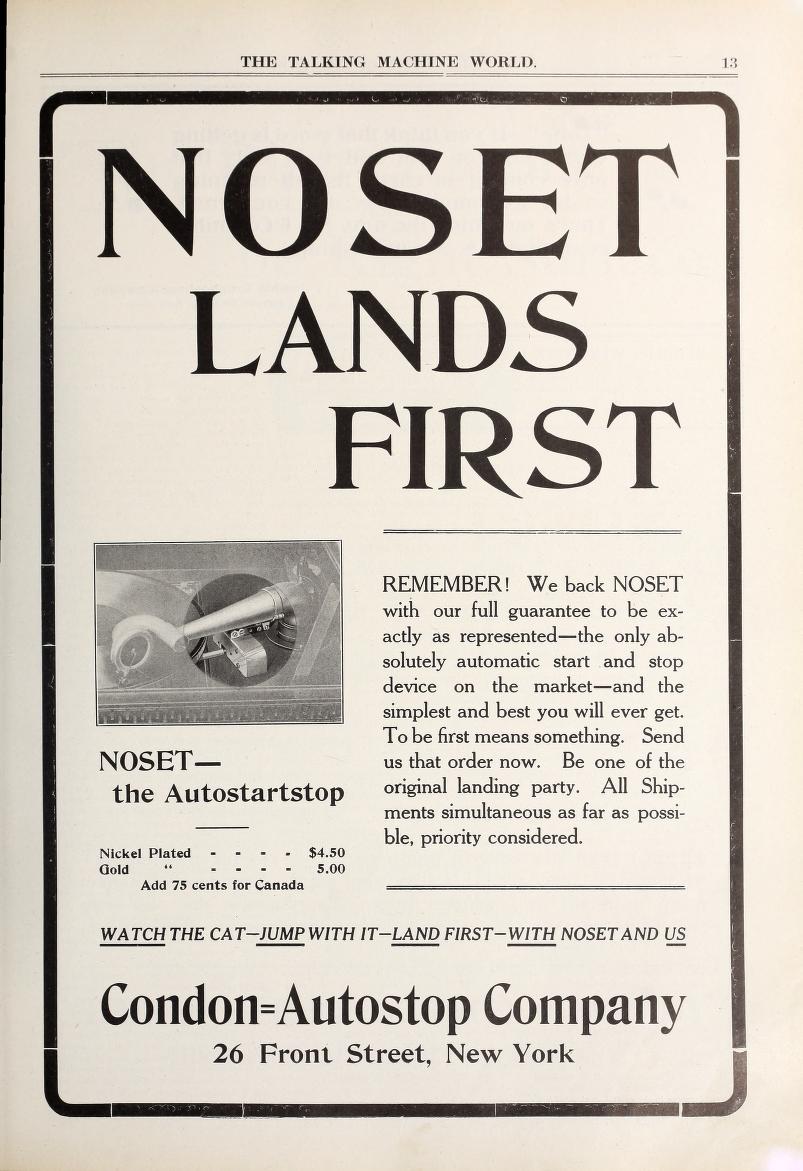 THE TALKING MACHINE WORLD.
13
NOSET
LANDS
FIRST
REMEMBER! We back NOSET
with our full guarantee to be ex-
actly as represented—the only ab-
solutely automatic start and stop
device on the market—and the
simplest and best you will ever get.
To be first means something. Send
us that order now. Be one of the
original landing party. All Ship-
ments simultaneous as far as possi-
ble, priority considered.
NOSET—
the Autostartstop
Nickel Plated - - - - $4.50
Gold “ - - - - 5.00
Add 75 cents for Canada
WATCH THE CAT—JUMP WITH IT—LAND FIRST—WITH NOSET AND US
Condon=Autostop Company
26 Front Street, New York